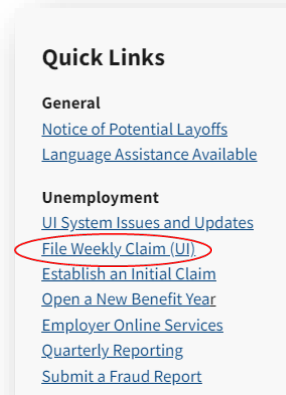 Quick Links
General
Notice of Potential Layoffs
Language Assistance Available
Unemployment
UI System Issues and Updates
File Weekly Claim (UI)
Establish an Initial Claim
Open a New Benefit Year
Employer Online Services
Quarterly Reporting
Submit a Fraud Report